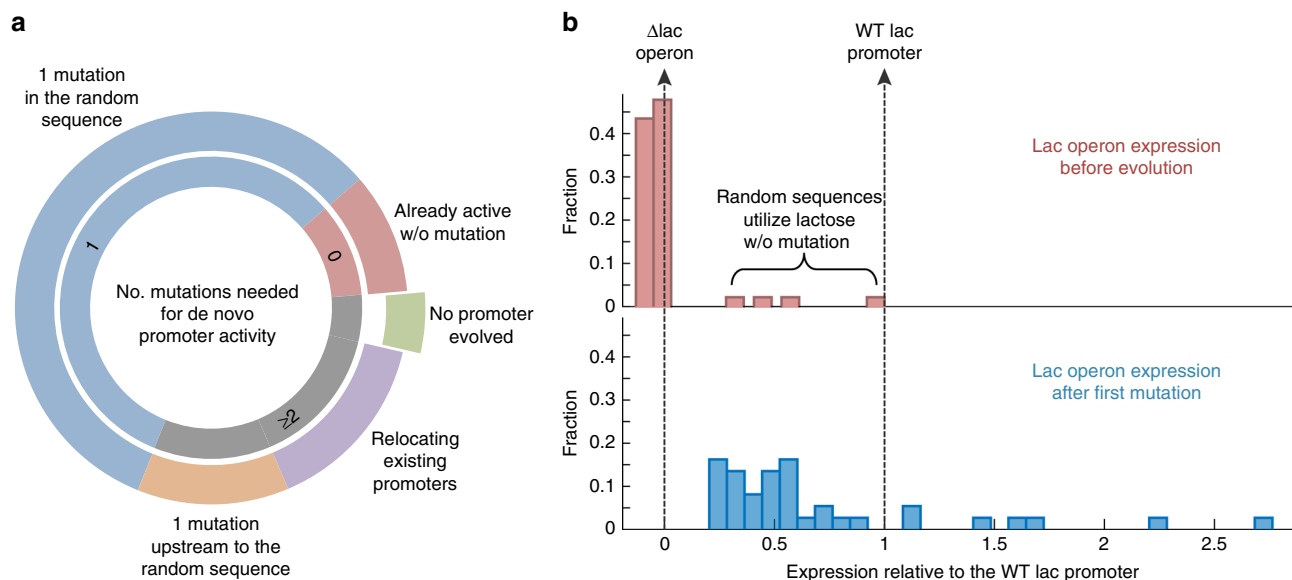 a
1 mutation
in the random
sequence
Already active
w/o mutation
0
1
No. mutations needed
for de novo
promoter activity
No promoter
evolved
≥2
Relocating
existing
promoters
1 mutation
upstream to the
random sequence
b
Δlac
operon
WT lac
promoter
Fraction
0.4
0.3
0.2
0.1
0
Lac operon expression
before evolution
Random sequences
utilize lactose
w/o mutation
Fraction
0.4
0.3
0.2
0.1
0
Lac operon expression
after first mutation
0 0.5 1 1.5 2 2.5
Expression relative to the WT lac promoter